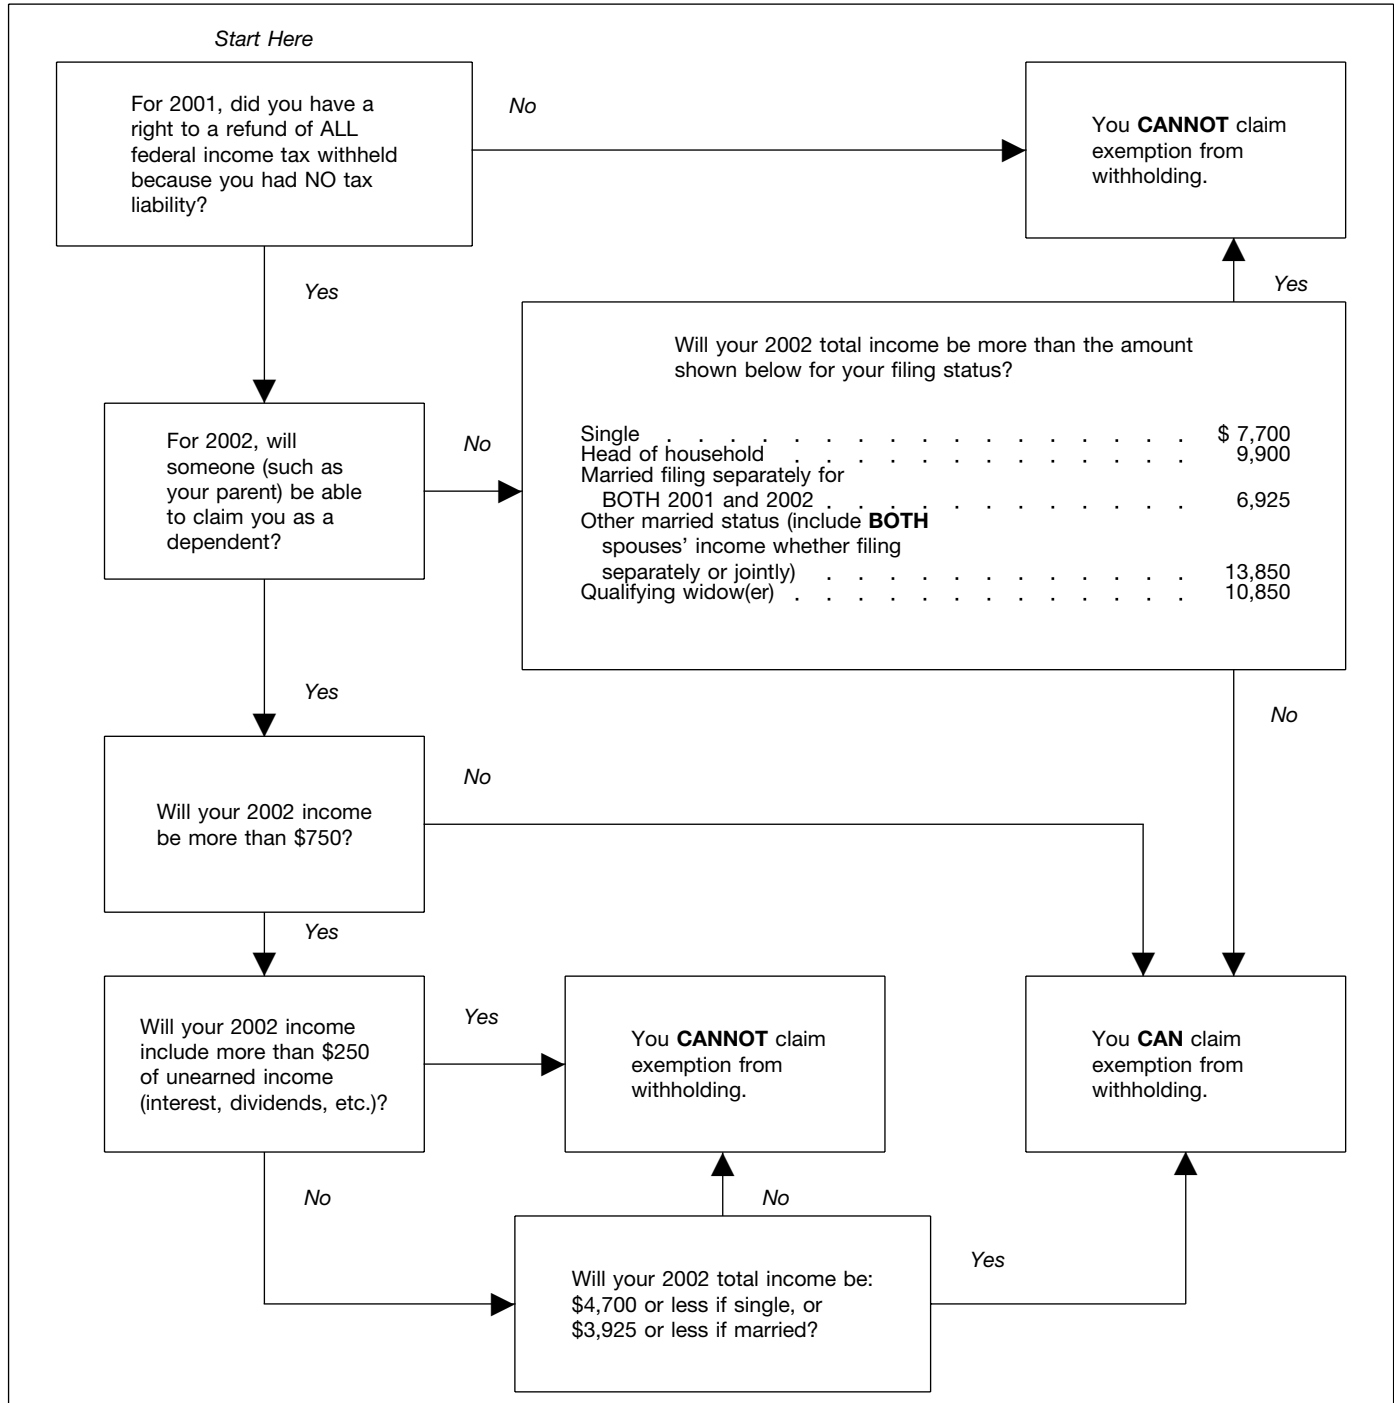 Start Here
For 2001, did you have a
right to a refund of ALL
federal income tax withheld
because you had NO tax
liability?
No
You CANNOT claim
exemption from
withholding.
Yes
Yes
Will your 2002 total income be more than the amount
shown below for your filing status?
Single . . . . . . . . . . . . . . . . . $ 7,700
Head of household . . . . . . . . . . . . . 9,900
Married filing separately for
BOTH 2001 and 2002 . . . . . . . . . . . . 6,925
Other married status (include BOTH
spouses' income whether filing
separately or jointly) . . . . . . . . . . . . 13,850
Qualifying widow(er) . . . . . . . . . . . . . 10,850
For 2002, will
someone (such as
your parent) be able
to claim you as a
dependent?
No
Yes
No
Will your 2002 income
be more than $750?
No
Yes
Will your 2002 income
include more than $250
of unearned income
(interest, dividends, etc.)?
Yes
You CANNOT claim
exemption from
withholding.
You CAN claim
exemption from
withholding.
No
No
Will your 2002 total income be:
$4,700 or less if single, or
$3,925 or less if married?
Yes